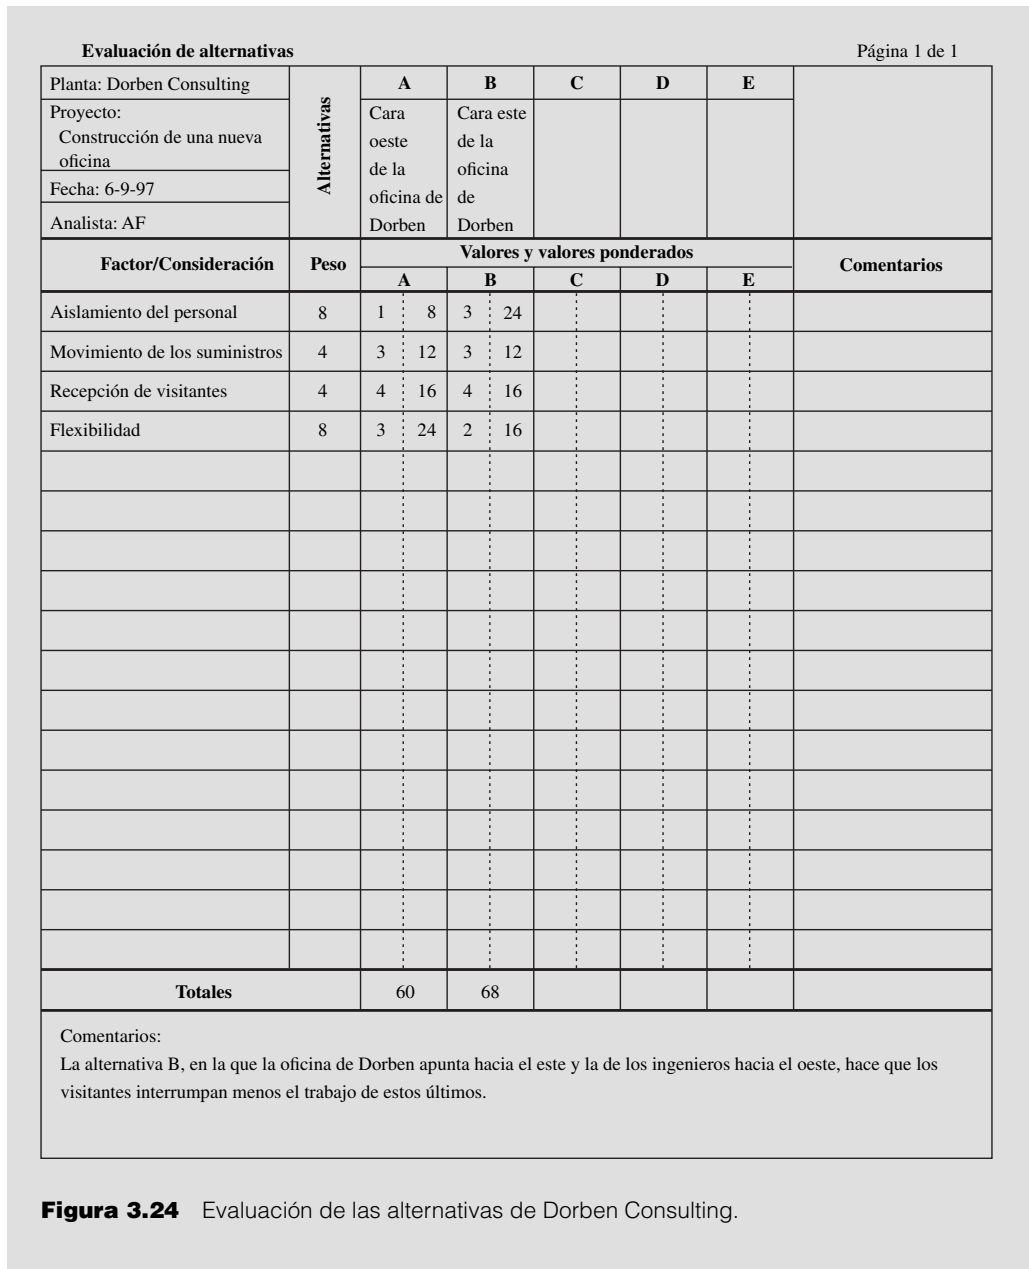 Evaluación de alternativas
Página 1 de 1
Planta: Dorben Consulting
Proyecto:
Construcción de una nueva
oficina
Fecha: 6-9-97
Analista: AF
Alternativas
A B C D E
Cara
oeste
de la
oficina de
Dorben
Cara este
de la
oficina
de
Dorben
Factor/Consideración Peso Valores y valores ponderados Comentarios
A B C D E
Aislamiento del personal 8 1 8 3 24
Movimiento de los suministros 4 3 12 3 12
Recepción de visitantes 4 4 16 4 16
Flexibilidad 8 3 24 2 16
Totales 60 68
Comentarios:
La alternativa B, en la que la oficina de Dorben apunta hacia el este y la de los ingenieros hacia el oeste, hace que los
visitantes interrumpan menos el trabajo de estos últimos.
Figura 3.24 Evaluación de las alternativas de Dorben Consulting.